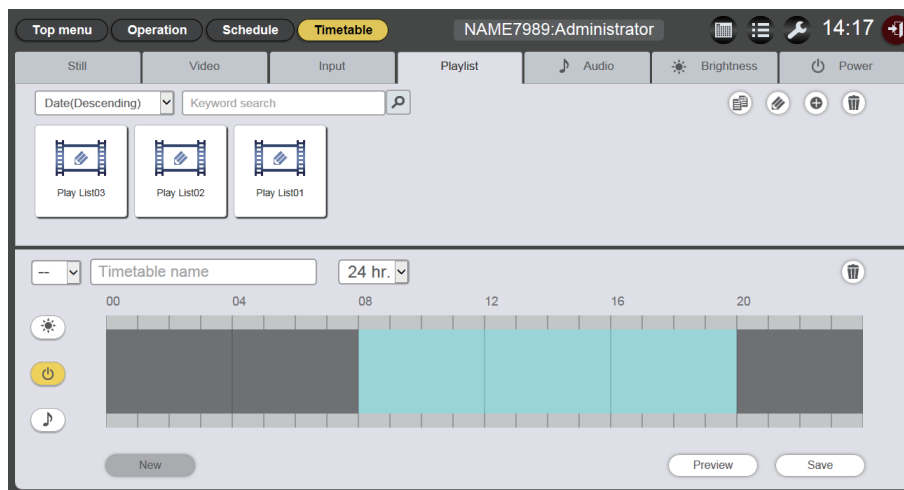 Top menu Operation Schedule Timetable NAME7989:Administrator 14:17
Still Video Input Playlist Audio Brightness Power
Date(Descending) Keyword search
Play List03 Play List02 Play List01
-- Timetable name 24 hr.
00 04 08 12 16 20
New Preview Save